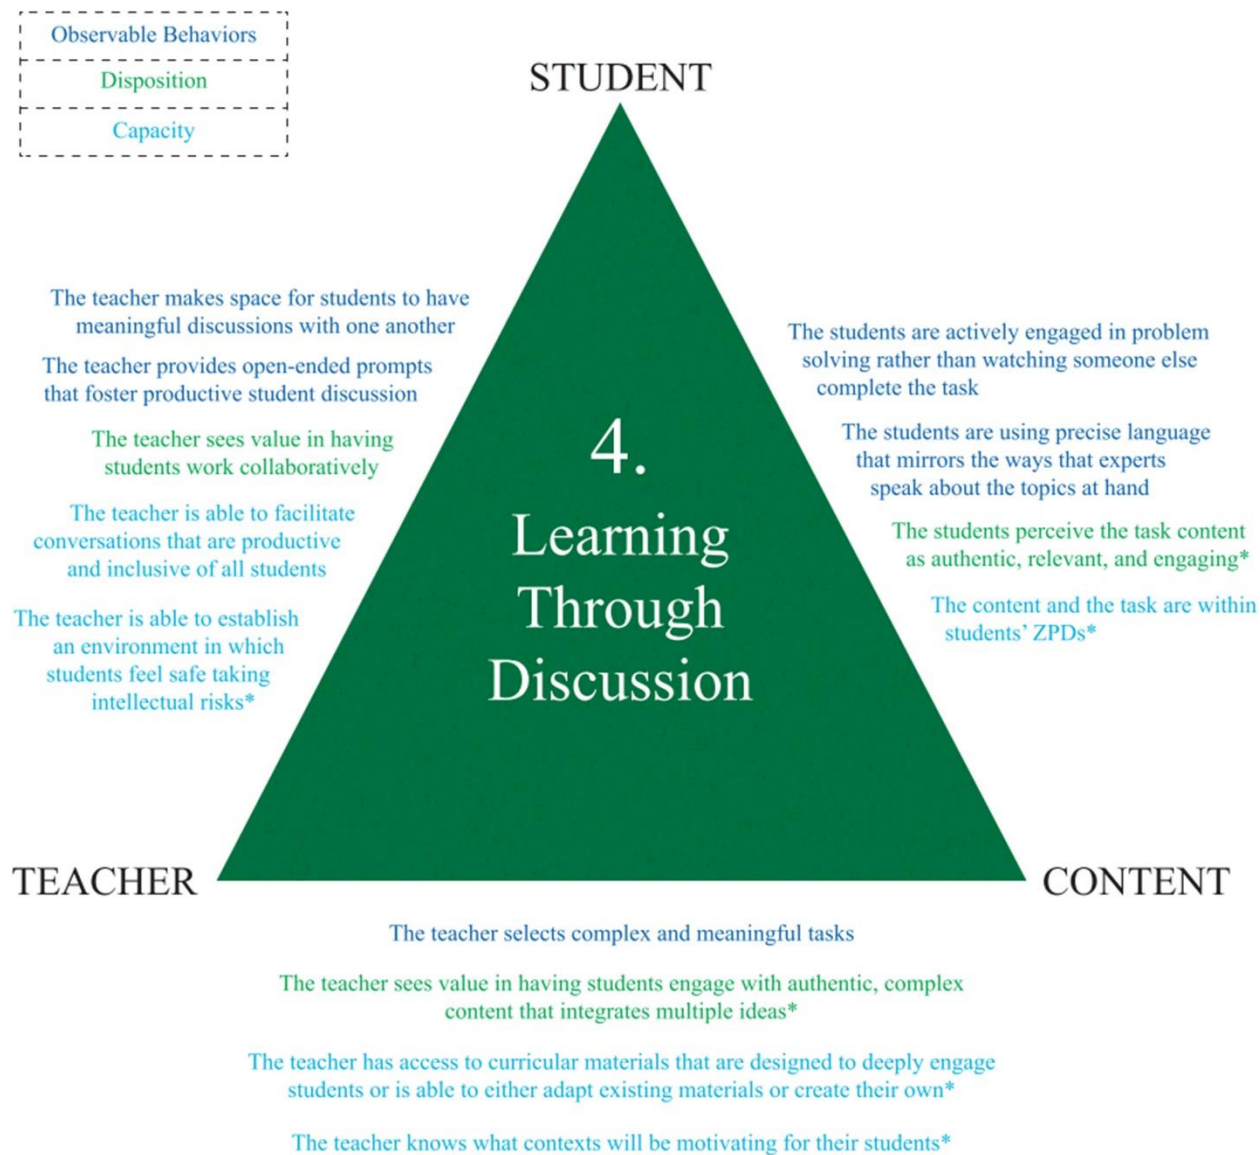 Observable Behaviors
Disposition
Capacity
STUDENT
The teacher makes space for students to have
meaningful discussions with one another
The teacher provides open-ended prompts
that foster productive student discussion
The teacher sees value in having
students work collaboratively
The teacher is able to facilitate
conversations that are productive
and inclusive of all students
The teacher is able to establish
an environment in which
students feel safe taking
intellectual risks*
4.
Learning
Through
Discussion
The students are actively engaged in problem
solving rather than watching someone else
complete the task
The students are using precise language
that mirrors the ways that experts
speak about the topics at hand
The students perceive the task content
as authentic, relevant, and engaging*
The content and the task are within
students’ ZPDs*
TEACHER
CONTENT
The teacher selects complex and meaningful tasks
The teacher sees value in having students engage with authentic, complex
content that integrates multiple ideas*
The teacher has access to curricular materials that are designed to deeply engage
students or is able to either adapt existing materials or create their own*
The teacher knows what contexts will be motivating for their students*